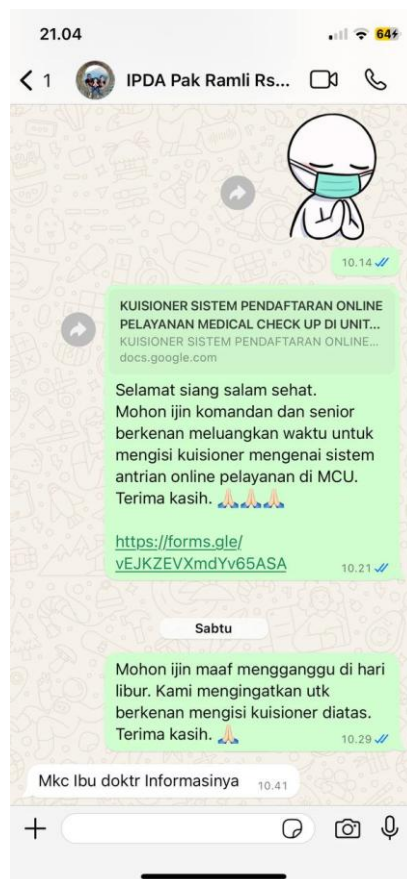 21.04
64
1
IPDA Pak Ramli Rs...
10.14
KUISIONER SISTEM PENDAFTARAN ONLINE
PELAYANAN MEDICAL CHECK UP DI UNIT...
KUISIONER SISTEM PENDAFTARAN ONLINE...
docs.google.com
Selamat siang salam sehat.
Mohon ijin komandan dan senior
berkenan meluangkan waktu untuk
mengisi kuisioner mengenai sistem
antrian online pelayanan di MCU.
Terima kasih. 🙏🏻🙏🏻🙏🏻
https://forms.gle/
vEJKZEVXmdYv65ASA
10.21
Sabtu
Mohon ijin maaf mengganggu di hari
libur. Kami mengingatkan utk
berkenan mengisi kuisioner diatas.
Terima kasih. 🙏🏻
10.29
Mkc Ibu doktr Informasinya
10.41